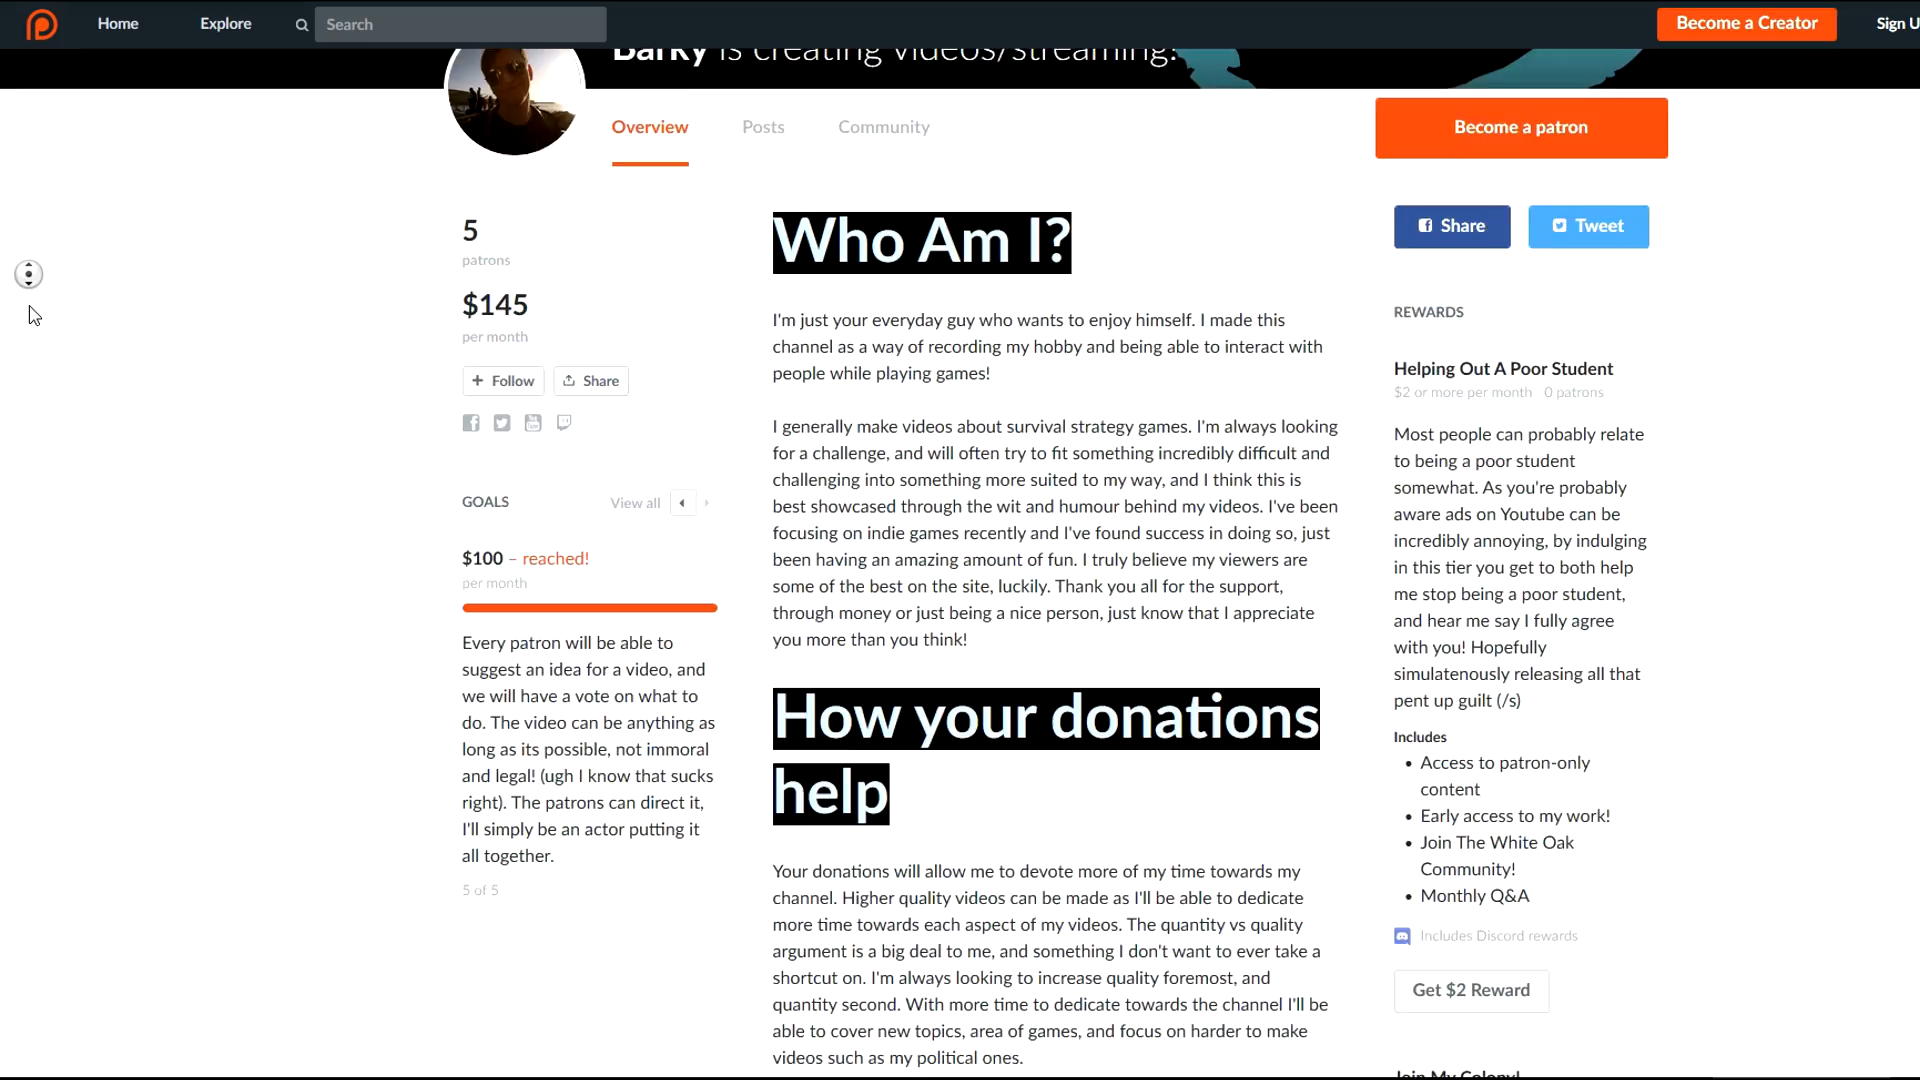 Home
Explore
Search
Become a Creator
Sign U
Barky is creating videos/streaming!
Overview
Posts
Community
Become a patron
5
patrons
$145
per month
Follow
Share
GOALS
View all
$100 – reached!
per month
Every patron will be able to
suggest an idea for a video, and
we will have a vote on what to
do. The video can be anything as
long as its possible, not immoral
and legal! (ugh I know that sucks
right). The patrons can direct it,
I'll simply be an actor putting it
all together.
5 of 5
Who Am I?
I'm just your everyday guy who wants to enjoy himself. I made this
channel as a way of recording my hobby and being able to interact with
people while playing games!
I generally make videos about survival strategy games. I'm always looking
for a challenge, and will often try to fit something incredibly difficult and
challenging into something more suited to my way, and I think this is
best showcased through the wit and humour behind my videos. I've been
focusing on indie games recently and I've found success in doing so, just
been having an amazing amount of fun. I truly believe my viewers are
some of the best on the site, luckily. Thank you all for the support,
through money or just being a nice person, just know that I appreciate
you more than you think!
How your donations
help
Your donations will allow me to devote more of my time towards my
channel. Higher quality videos can be made as I'll be able to dedicate
more time towards each aspect of my videos. The quantity vs quality
argument is a big deal to me, and something I don't want to ever take a
shortcut on. I'm always looking to increase quality foremost, and
quantity second. With more time to dedicate towards the channel I'll be
able to cover new topics, area of games, and focus on harder to make
videos such as my political ones.
Share
Tweet
REWARDS
Helping Out A Poor Student
$2 or more per month 0 patrons
Most people can probably relate
to being a poor student
somewhat. As you're probably
aware ads on Youtube can be
incredibly annoying, by indulging
in this tier you get to both help
me stop being a poor student,
and hear me say I fully agree
with you! Hopefully
simulatenously releasing all that
pent up guilt (/s)
Includes
• Access to patron-only
content
• Early access to my work!
• Join The White Oak
Community!
• Monthly Q&A
Includes Discord rewards
Get $2 Reward
Join My Colony!